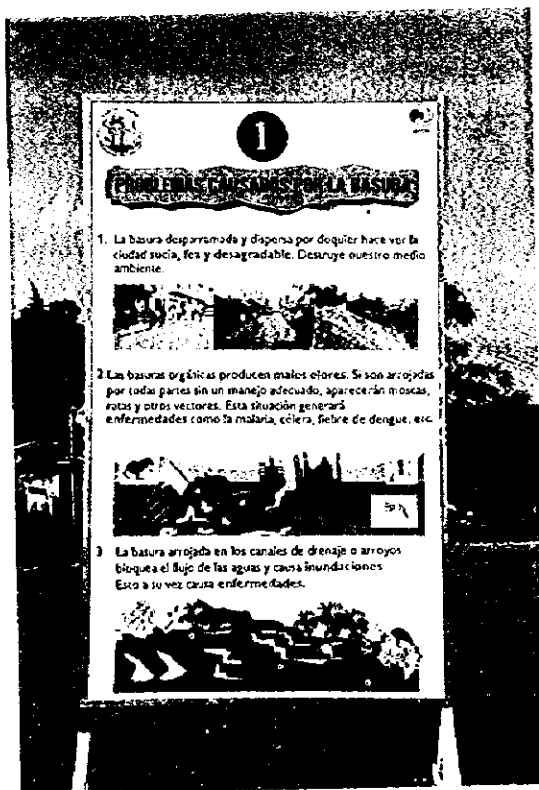 1
PROBLEMAS CAUSADOS POR LA BASURA
1. La basura desparramada y dispersa por doquier hace ver la
ciudad sucia, fea y desagradable. Destruye nuestro medio
ambiente.
2. Las basuras orgánicas producen malos olores. Si son arrojadas
por todas partes sin un manejo adecuado, aparecerán moscas,
ratas y otros vectores. Esta situación generará
enfermedades como la malaria, cólera, fiebre de dengue, etc.
3 La basura arrojada en los canales de drenaje o arroyos
bloquea el flujo de las aguas y causa inundaciones
Esto a su vez causa enfermedades.